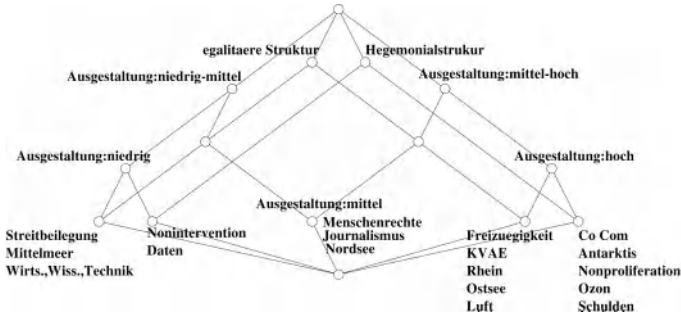 egalitaere Struktur
Hegemonialstrukur
Ausgestaltung:niedrig-mittel
Ausgestaltung:mittel-hoch
Ausgestaltung:niedrig
Ausgestaltung:hoch
Ausgestaltung:mittel
Streitbeilegung
Mittelmeer
Wirts.,Wiss.,Technik
Nonintervention
Daten
Menschenrechte
Journalismus
Nordsee
Freizuegigkeit
KVAE
Rhein
Ostsee
Luft
Co Com
Antarktis
Nonproliferation
Ozon
Schulden